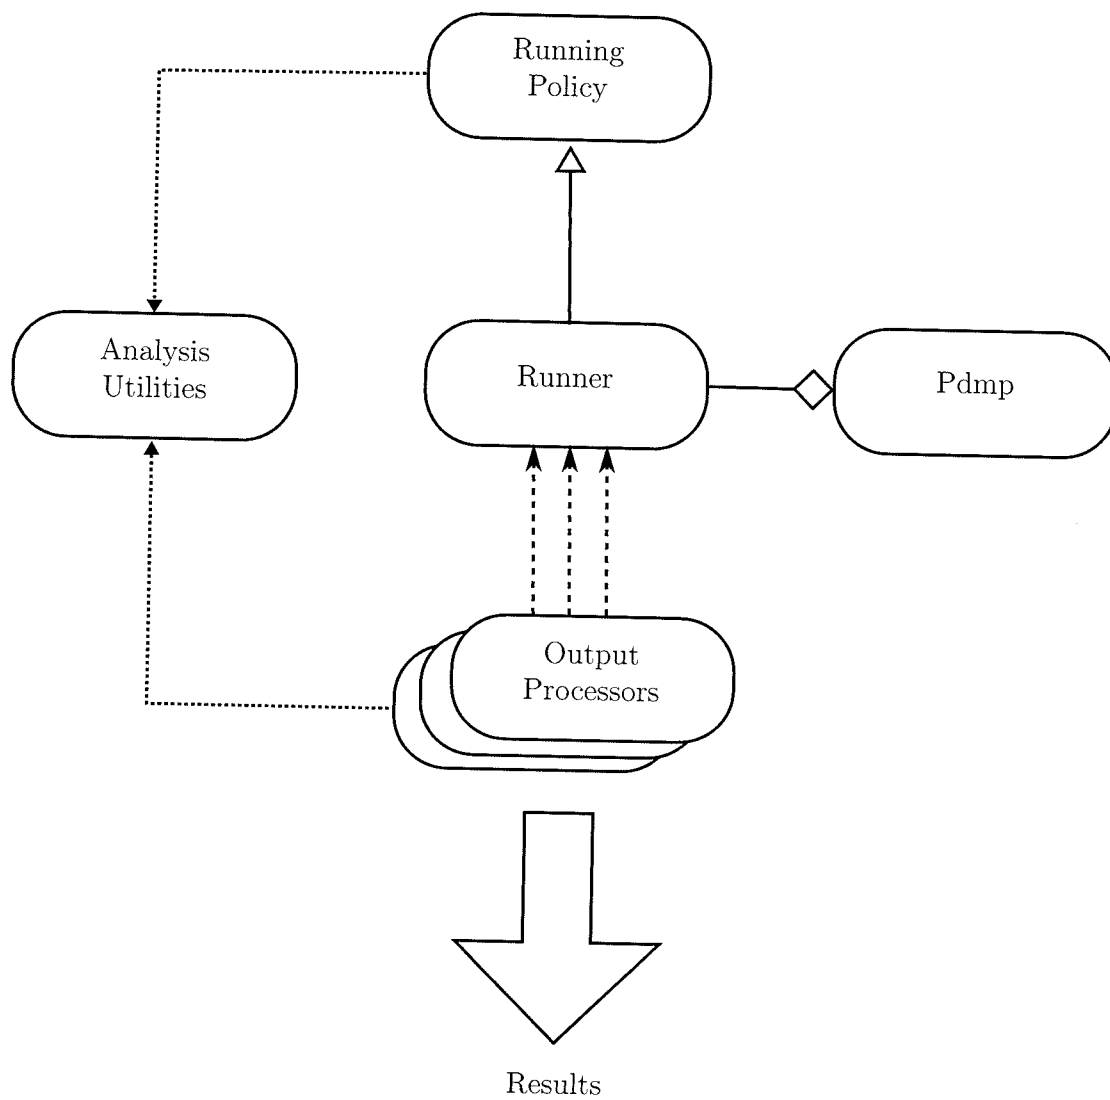 Running
Policy
Analysis
Utilities
Runner
Pdmp
Output
Processors
Results